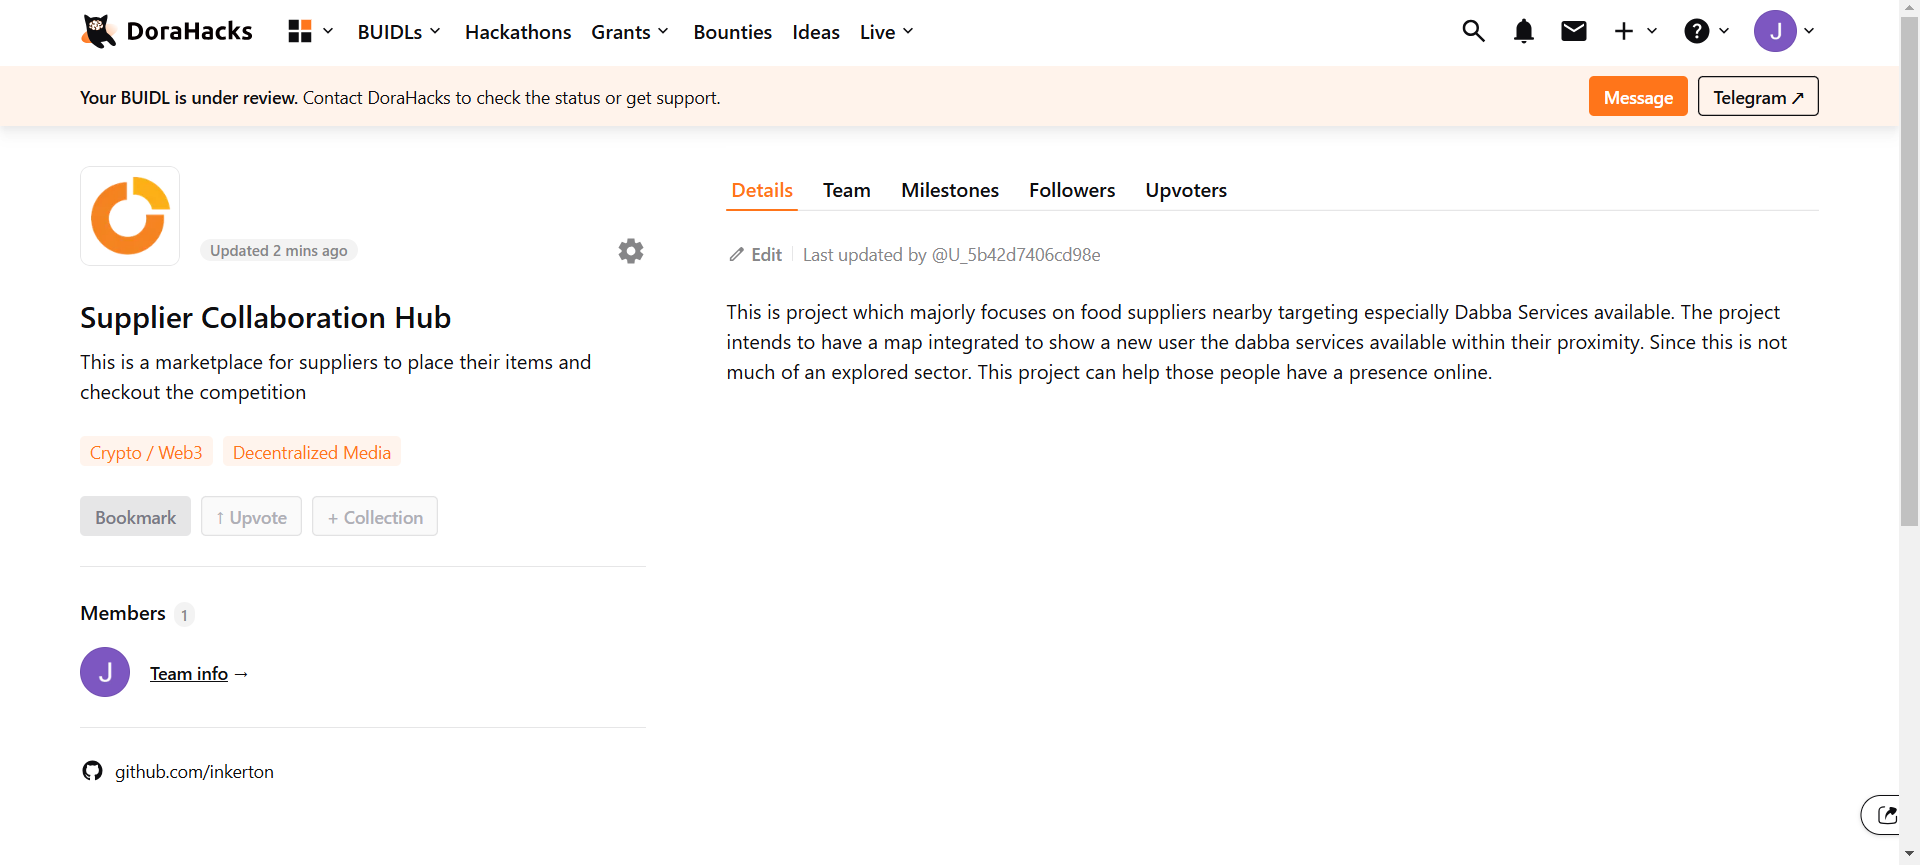 DoraHacks BUIDLs Hackathons Grants Bounties Ideas Live J
Your BUIDL is under review. Contact DoraHacks to check the status or get support. Message Telegram ↗
Updated 2 mins ago
Supplier Collaboration Hub
This is a marketplace for suppliers to place their items and
checkout the competition
Crypto / Web3 Decentralized Media
Bookmark ↑ Upvote + Collection
Members 1
J Team info →
github.com/inkerton
Details Team Milestones Followers Upvoters
Edit Last updated by @U_5b42d7406cd98e
This is project which majorly focuses on food suppliers nearby targeting especially Dabba Services available. The project
intends to have a map integrated to show a new user the dabba services available within their proximity. Since this is not
much of an explored sector. This project can help those people have a presence online.